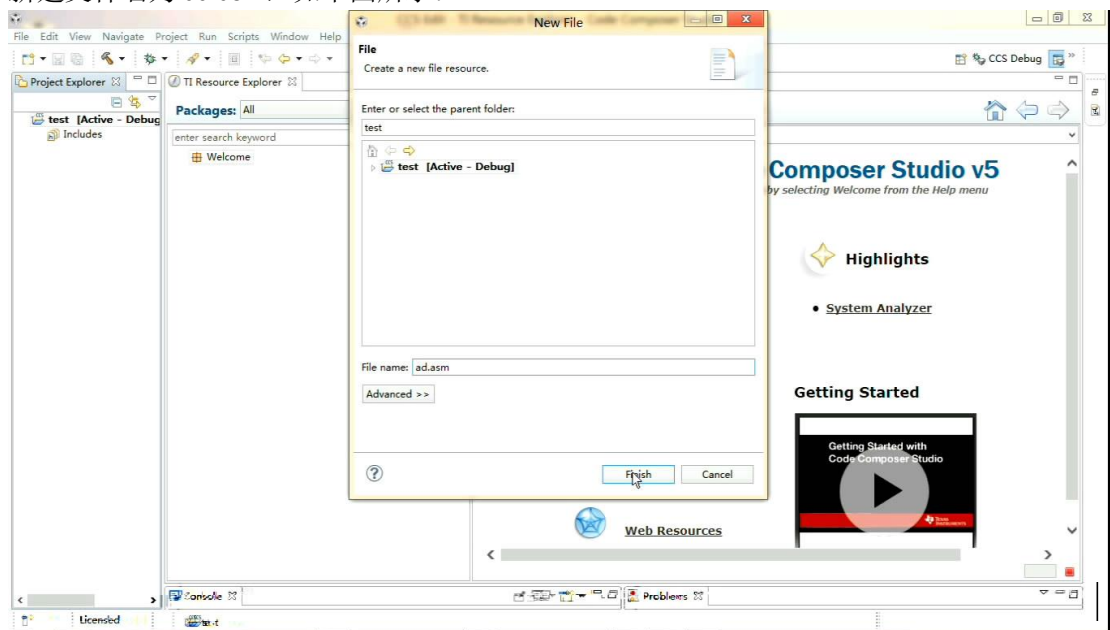 New File
File Edit View Navigate Project Run Scripts Window Help
File
Create a new file resource.
CCS Debug
Project Explorer
TI Resource Explorer
Packages: All
Enter or select the parent folder:
test
test [Active - Debug
Includes
enter search keyword
Welcome
test [Active - Debug]
Composer Studio v5
by selecting Welcome from the Help menu
Highlights
• System Analyzer
File name: ad.asm
Advanced >>
Getting Started
Getting Started with
Code Composer Studio
Finish Cancel
Web Resources
TEXAS INSTRUMENTS
Console
Problems
Licensed